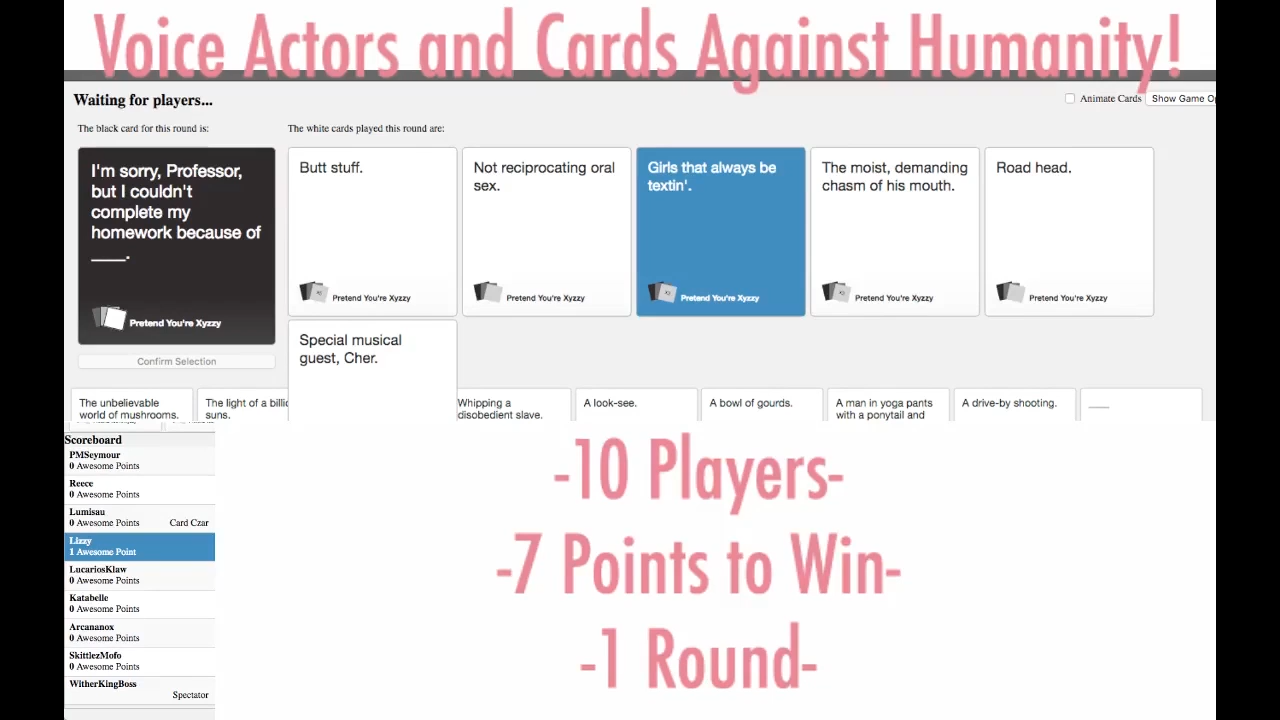 Voice Actors and Cards Against Humanity!
Waiting for players...
Animate Cards
Show Game Op
The black card for this round is:
The white cards played this round are:
I'm sorry, Professor,
but I couldn't
complete my
homework because of
____.
Pretend You're Xyzzy
Confirm Selection
Butt stuff.
Pretend You're Xyzzy
Not reciprocating oral
sex.
Pretend You're Xyzzy
Girls that always be
textin'.
Pretend You're Xyzzy
The moist, demanding
chasm of his mouth.
Pretend You're Xyzzy
Road head.
Pretend You're Xyzzy
Special musical
guest, Cher.
The unbelievable
world of mushrooms.
The light of a billi
suns.
Whipping a
disobedient slave.
A look-see.
A bowl of gourds.
A man in yoga pants
with a ponytail and
A drive-by shooting.
____
Scoreboard
PMSeymour
0 Awesome Points
Reece
0 Awesome Points
Lumisau
0 Awesome Points Card Czar
Lizzy
1 Awesome Point
LucariosKlaw
0 Awesome Points
Katabelle
0 Awesome Points
Arcananox
0 Awesome Points
SkittlezMofo
0 Awesome Points
WitherKingBoss
Spectator
-10 Players-
-7 Points to Win-
-1 Round-